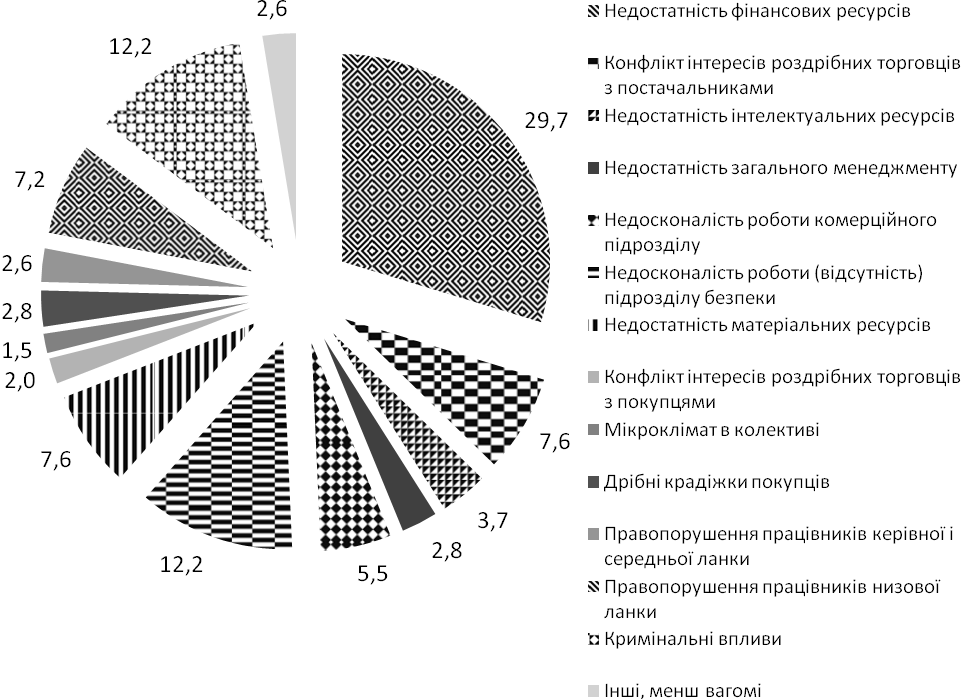 2,6
12,2
29,7
7,2
2,6
2,8
1,5
2,0
7,6
7,6
3,7
2,8
12,2
5,5
Недостатність фінансових ресурсів
Конфлікт інтересів роздрібних торговців
з постачальниками
Недостатність інтелектуальних ресурсів
Недостатність загального менеджменту
Недосконалість роботи комерційного
підрозділу
Недосконалість роботи (відсутність)
підрозділу безпеки
Недостатність матеріальних ресурсів
Конфлікт інтересів роздрібних торговців
з покупцями
Мікроклімат в колективі
Дрібні крадіжки покупців
Правопорушення працівників керівної і
середньої ланки
Правопорушення працівників низової
ланки
Кримінальні впливи
Інші, менш вагомі